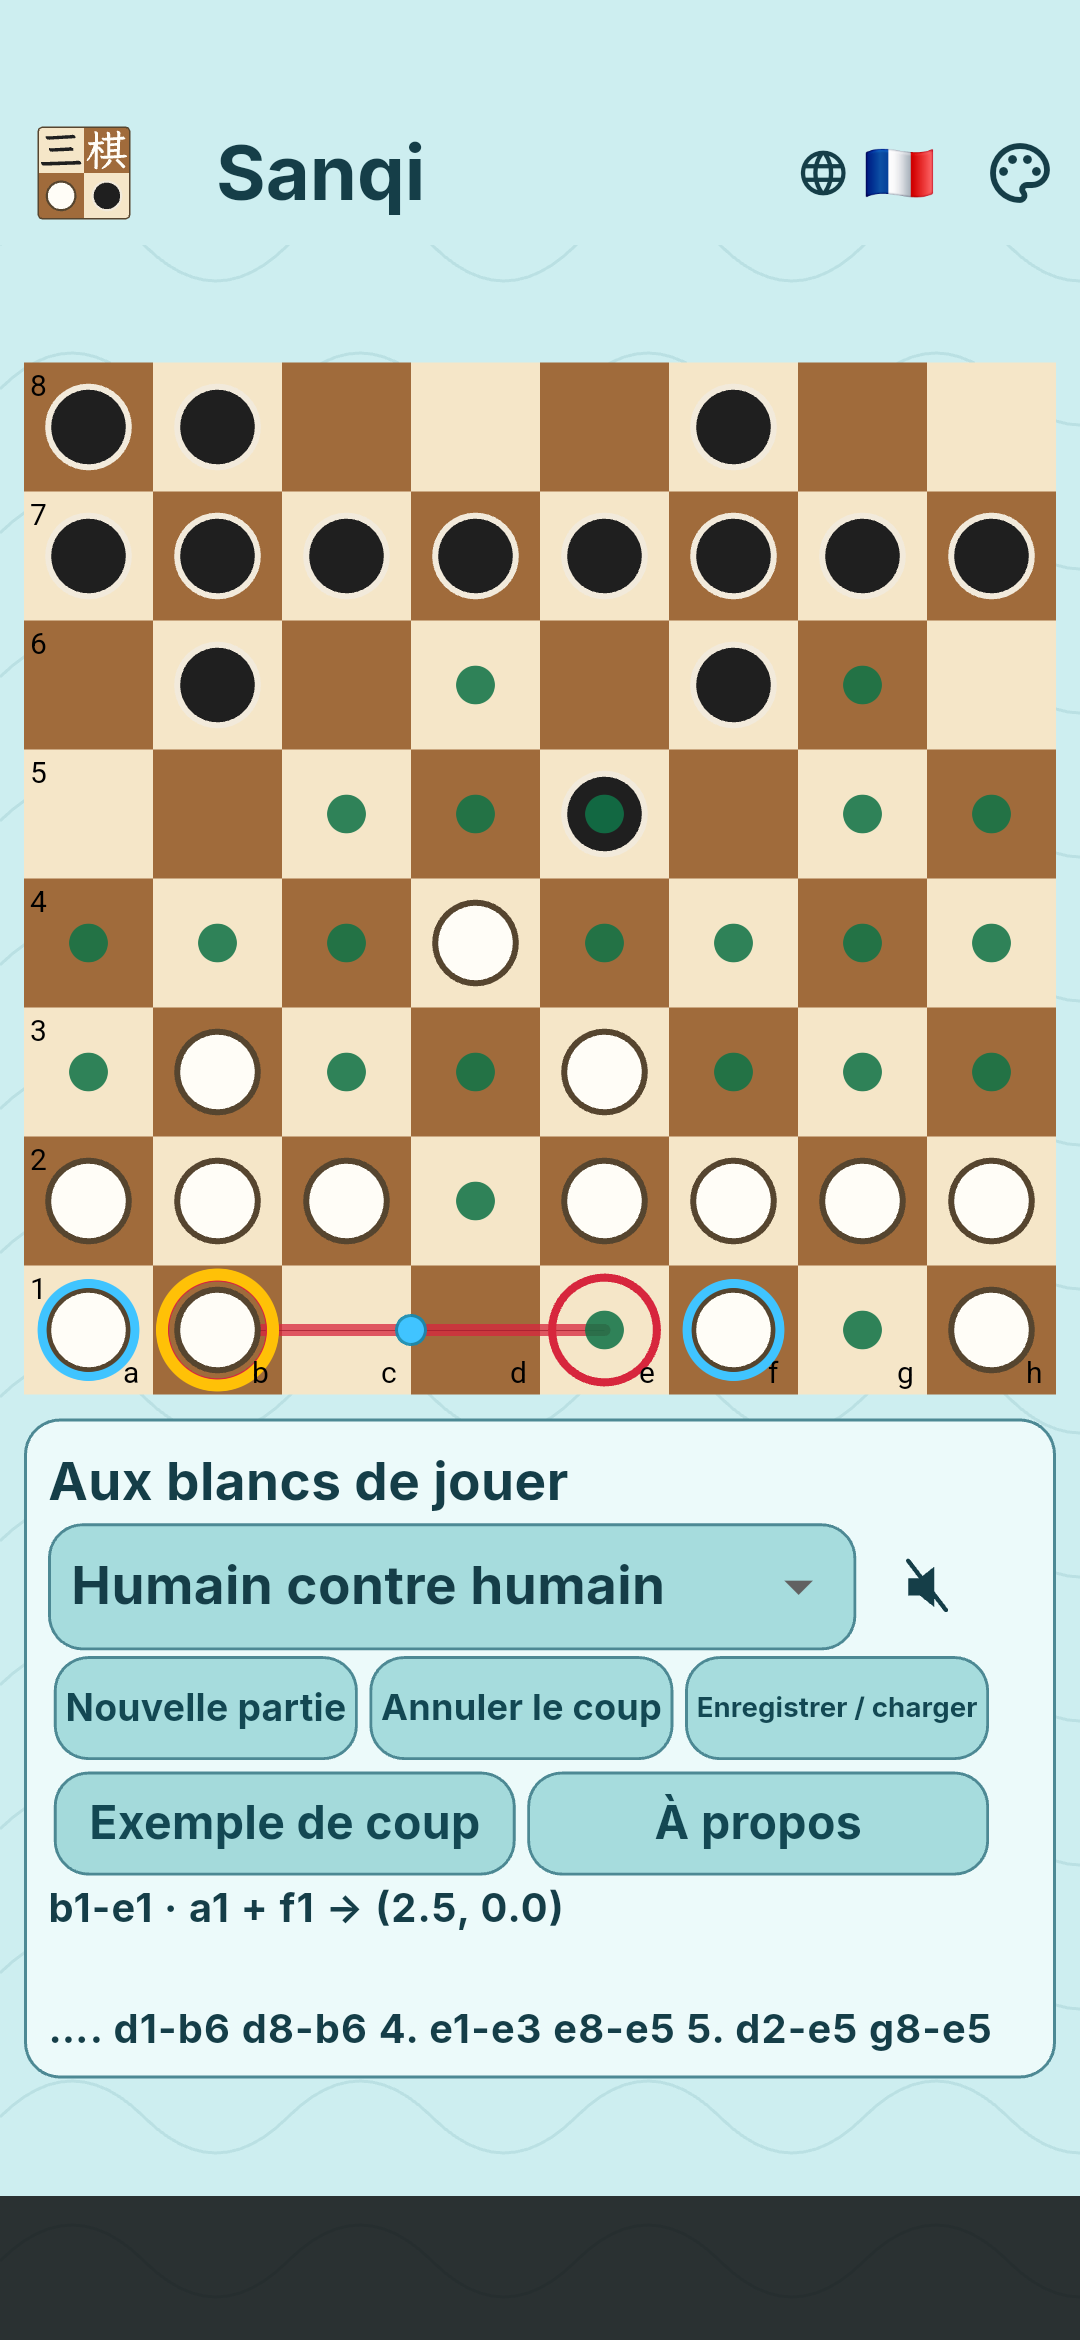 三棋
Sanqi
8
7
6
5
4
3
2
1
a b c d e f g h
Aux blancs de jouer
Humain contre humain
Nouvelle partie Annuler le coup Enregistrer / charger
Exemple de coup À propos
b1-e1 · a1 + f1 → (2.5, 0.0)
.... d1-b6 d8-b6 4. e1-e3 e8-e5 5. d2-e5 g8-e5